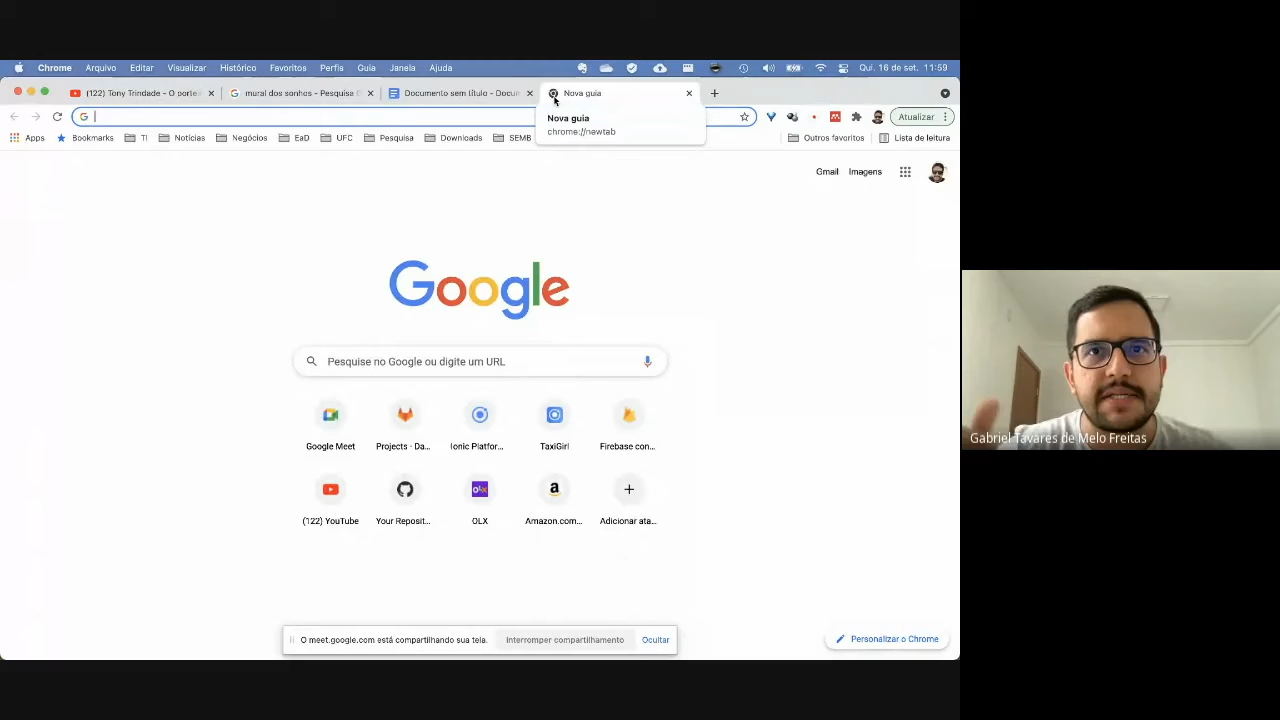 Chrome Arquivo Editar Visualizar Histórico Favoritos Perfis Guia Janela Ajuda Qui. 16 de set. 11:59
(122) Tony Trindade - O porte
mural dos sonhos - Pesquisa G
Documento sem título - Docum
Nova guia
Nova guia
chrome://newtab
Atualizar
Apps Bookmarks TI Notícias Negócios EaD UFC Pesquisa Downloads SEMB Outros favoritos Lista de leitura
Gmail Imagens
Google
Pesquise no Google ou digite um URL
Google Meet Projects - Da... Ionic Platfor... TaxiGirl Firebase con...
OLX
a
(122) YouTube Your Reposit... OLX Amazon.com... Adicionar ata...
O meet.google.com está compartilhando sua tela. Interromper compartilhamento Ocultar
Personalizar o Chrome
Gabriel Tavares de Melo Freitas